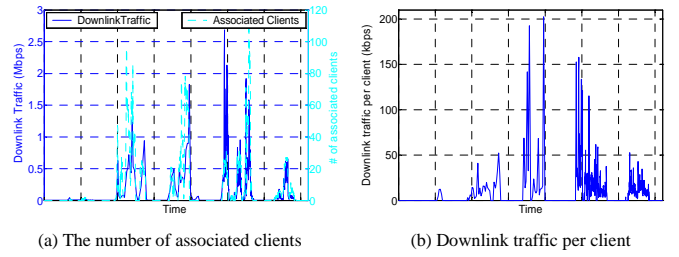 DownlinkTraffic
Associated Clients
Downlink Traffic (Mbps)
3
2.5
2
1.5
1
0.5
0
120
100
80
60
40
20
0
# of associated clients
Time
(a) The number of associated clients
Downlink traffic per client (kbps)
200
150
100
50
0
Time
(b) Downlink traffic per client